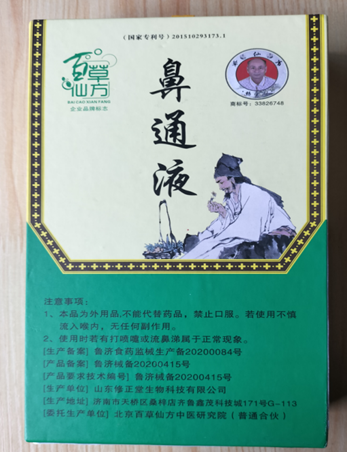 （国家专利号）201510293173.1
百草仙方
BAI CAO XIAN FANG
企业品牌标志
商标号：33826748
鼻通液
注意事项：
1、本品为外用品,不能代替药品，禁止口服。若使用不慎
流入喉内，无任何副作用。
2、使用时若有打喷嚏或流鼻涕属于正常现象。
[生产备案] 鲁济食药监械生产备20200084号
[产品备案] 鲁济械备20200415号
[产品要求技术编号] 鲁济械备20200415号
[生产单位] 山东修正堂生物科技有限公司
[生产地址] 济南市天桥区桑梓店齐鲁鑫茂科技城171号G-113
[委托生产单位] 北京百草仙方中医研究院（普通合伙）